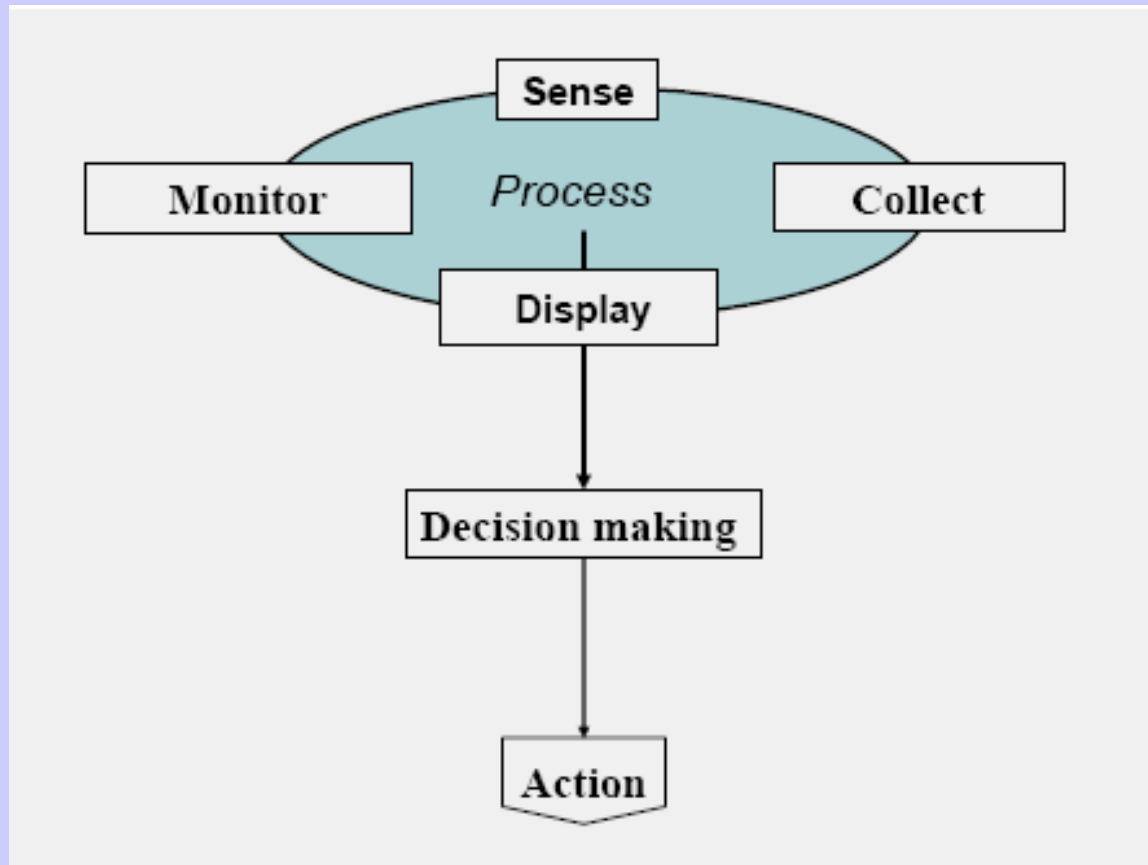 Sense
Monitor
Process
Collect
Display
Decision making
Action